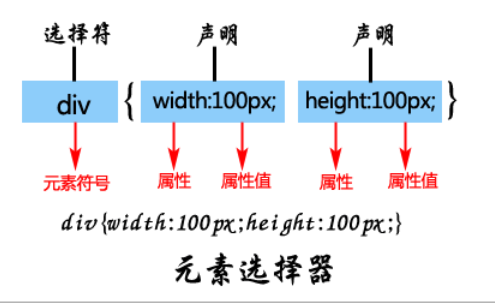 选择符 声明 声明
div { width:100px; height:100px; }
元素符号 属性 属性值 属性 属性值
div{width:100px;height:100px;}
元素选择器